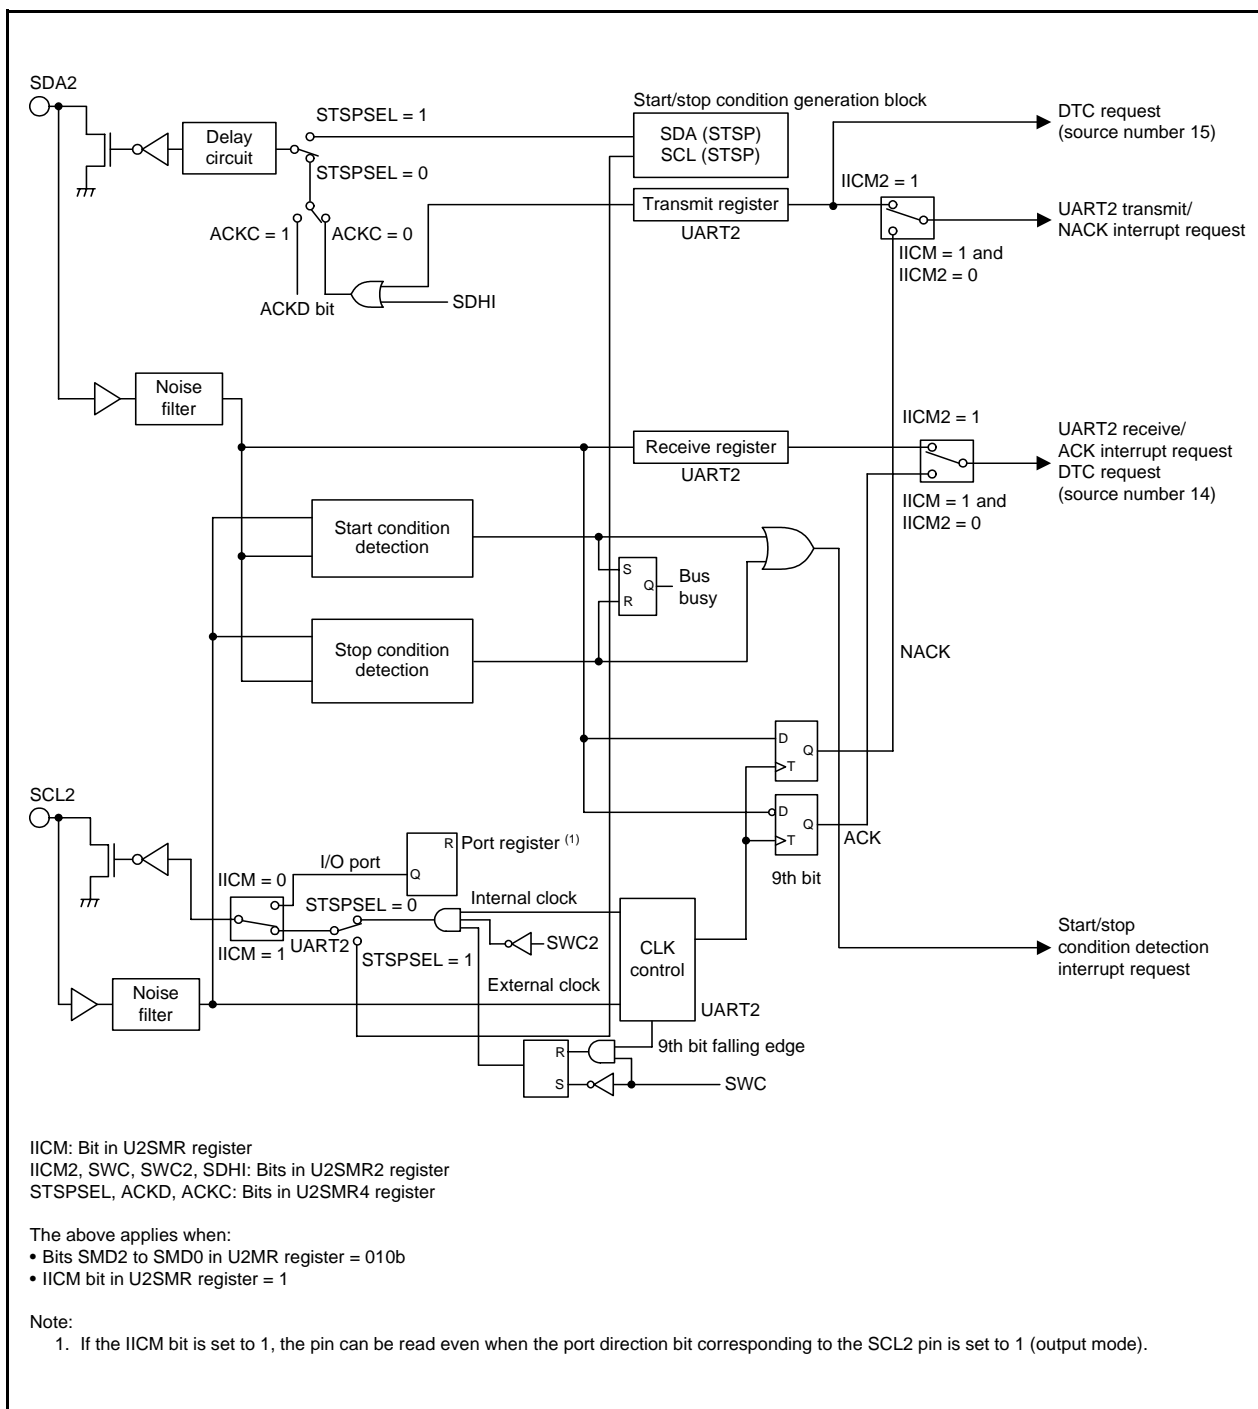 SDA2
STSPSEL = 1
Delay
circuit
STSPSEL = 0
ACKC = 1
ACKC = 0
ACKD bit
SDHI
Start/stop condition generation block
SDA (STSP)
SCL (STSP)
Transmit register
UART2
DTC request
(source number 15)
IICM2 = 1
UART2 transmit/
NACK interrupt request
IICM = 1 and
IICM2 = 0
Noise
filter
Receive register
UART2
IICM2 = 1
UART2 receive/
ACK interrupt request
DTC request
(source number 14)
IICM = 1 and
IICM2 = 0
Start condition
detection
S
R
Q
Bus
busy
Stop condition
detection
NACK
D
T
Q
D
T
Q
ACK
9th bit
SCL2
I/O port
R
Q
Port register (1)
IICM = 0
STSPSEL = 0
Internal clock
UART2
IICM = 1
STSPSEL = 1
SWC2
CLK
control
External clock
UART2
Noise
filter
9th bit falling edge
R
S
SWC
Start/stop
condition detection
interrupt request
IICM: Bit in U2SMR register
IICM2, SWC, SWC2, SDHI: Bits in U2SMR2 register
STSPSEL, ACKD, ACKC: Bits in U2SMR4 register
The above applies when:
• Bits SMD2 to SMD0 in U2MR register = 010b
• IICM bit in U2SMR register = 1
Note:
1. If the IICM bit is set to 1, the pin can be read even when the port direction bit corresponding to the SCL2 pin is set to 1 (output mode).